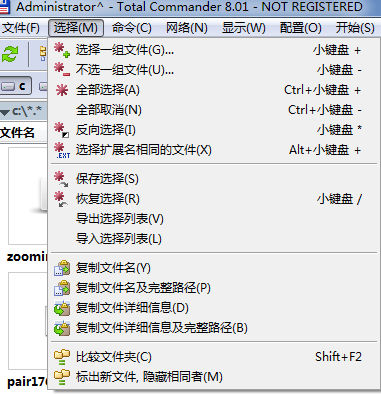 Administrator^ - Total Commander 8.01 - NOT REGISTERED
文件(F) 选择(M) 命令(C) 网络(N) 显示(W) 配置(O) 开始(S)
选择一组文件(G)... 小键盘 +
不选一组文件(U)... 小键盘 -
全部选择(A) Ctrl+小键盘 +
全部取消(N) Ctrl+小键盘 -
反向选择(I) 小键盘 *
.EXT 选择扩展名相同的文件(X) Alt+小键盘 +
c
保存选择(S)
c:\*.*
恢复选择(R) 小键盘 /
文件名
导出选择列表(V)
导入选择列表(L)
zoomin
复制文件名(Y)
复制文件名及完整路径(P)
复制文件详细信息(D)
复制文件详细信息及完整路径(B)
比较文件夹(C) Shift+F2
标出新文件, 隐藏相同者(M)
pair17